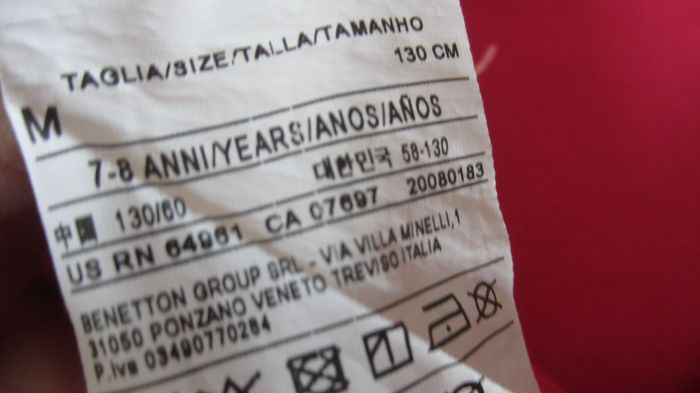 TAGLIA/SIZE/TALLA/TAMANHO
130 CM
M
7-8 ANNI/YEARS/ANOS/AÑOS
대한민국 58-130
中国 130/60
US RN 64961 CA 07697 20080183
BENETTON GROUP SRL - VIA VILLA MINELLI,1
31050 PONZANO VENETO TREVISO ITALIA
P.iva 03490770264